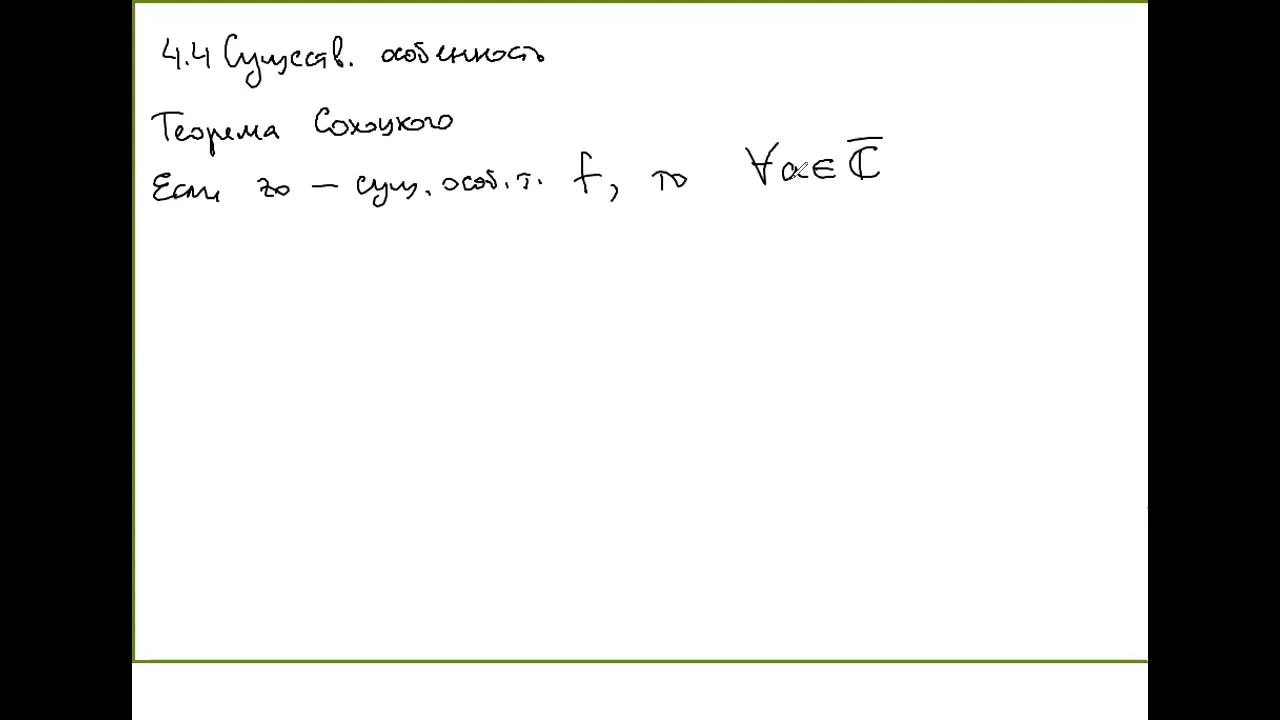 4.4 Существ. особенность
Теорема Сохоцкого
Если z₀ — сущ. особ. т. f, то ∀α∈ℂ̅